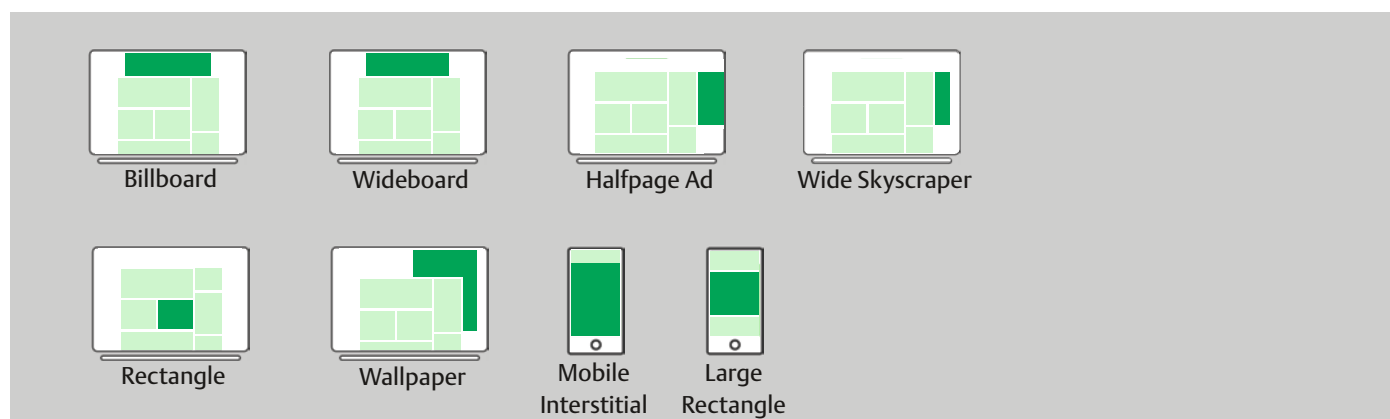 Billboard
Wideboard
Halfpage Ad
Wide Skyscraper
Rectangle
Wallpaper
Mobile
Interstitial
Large
Rectangle